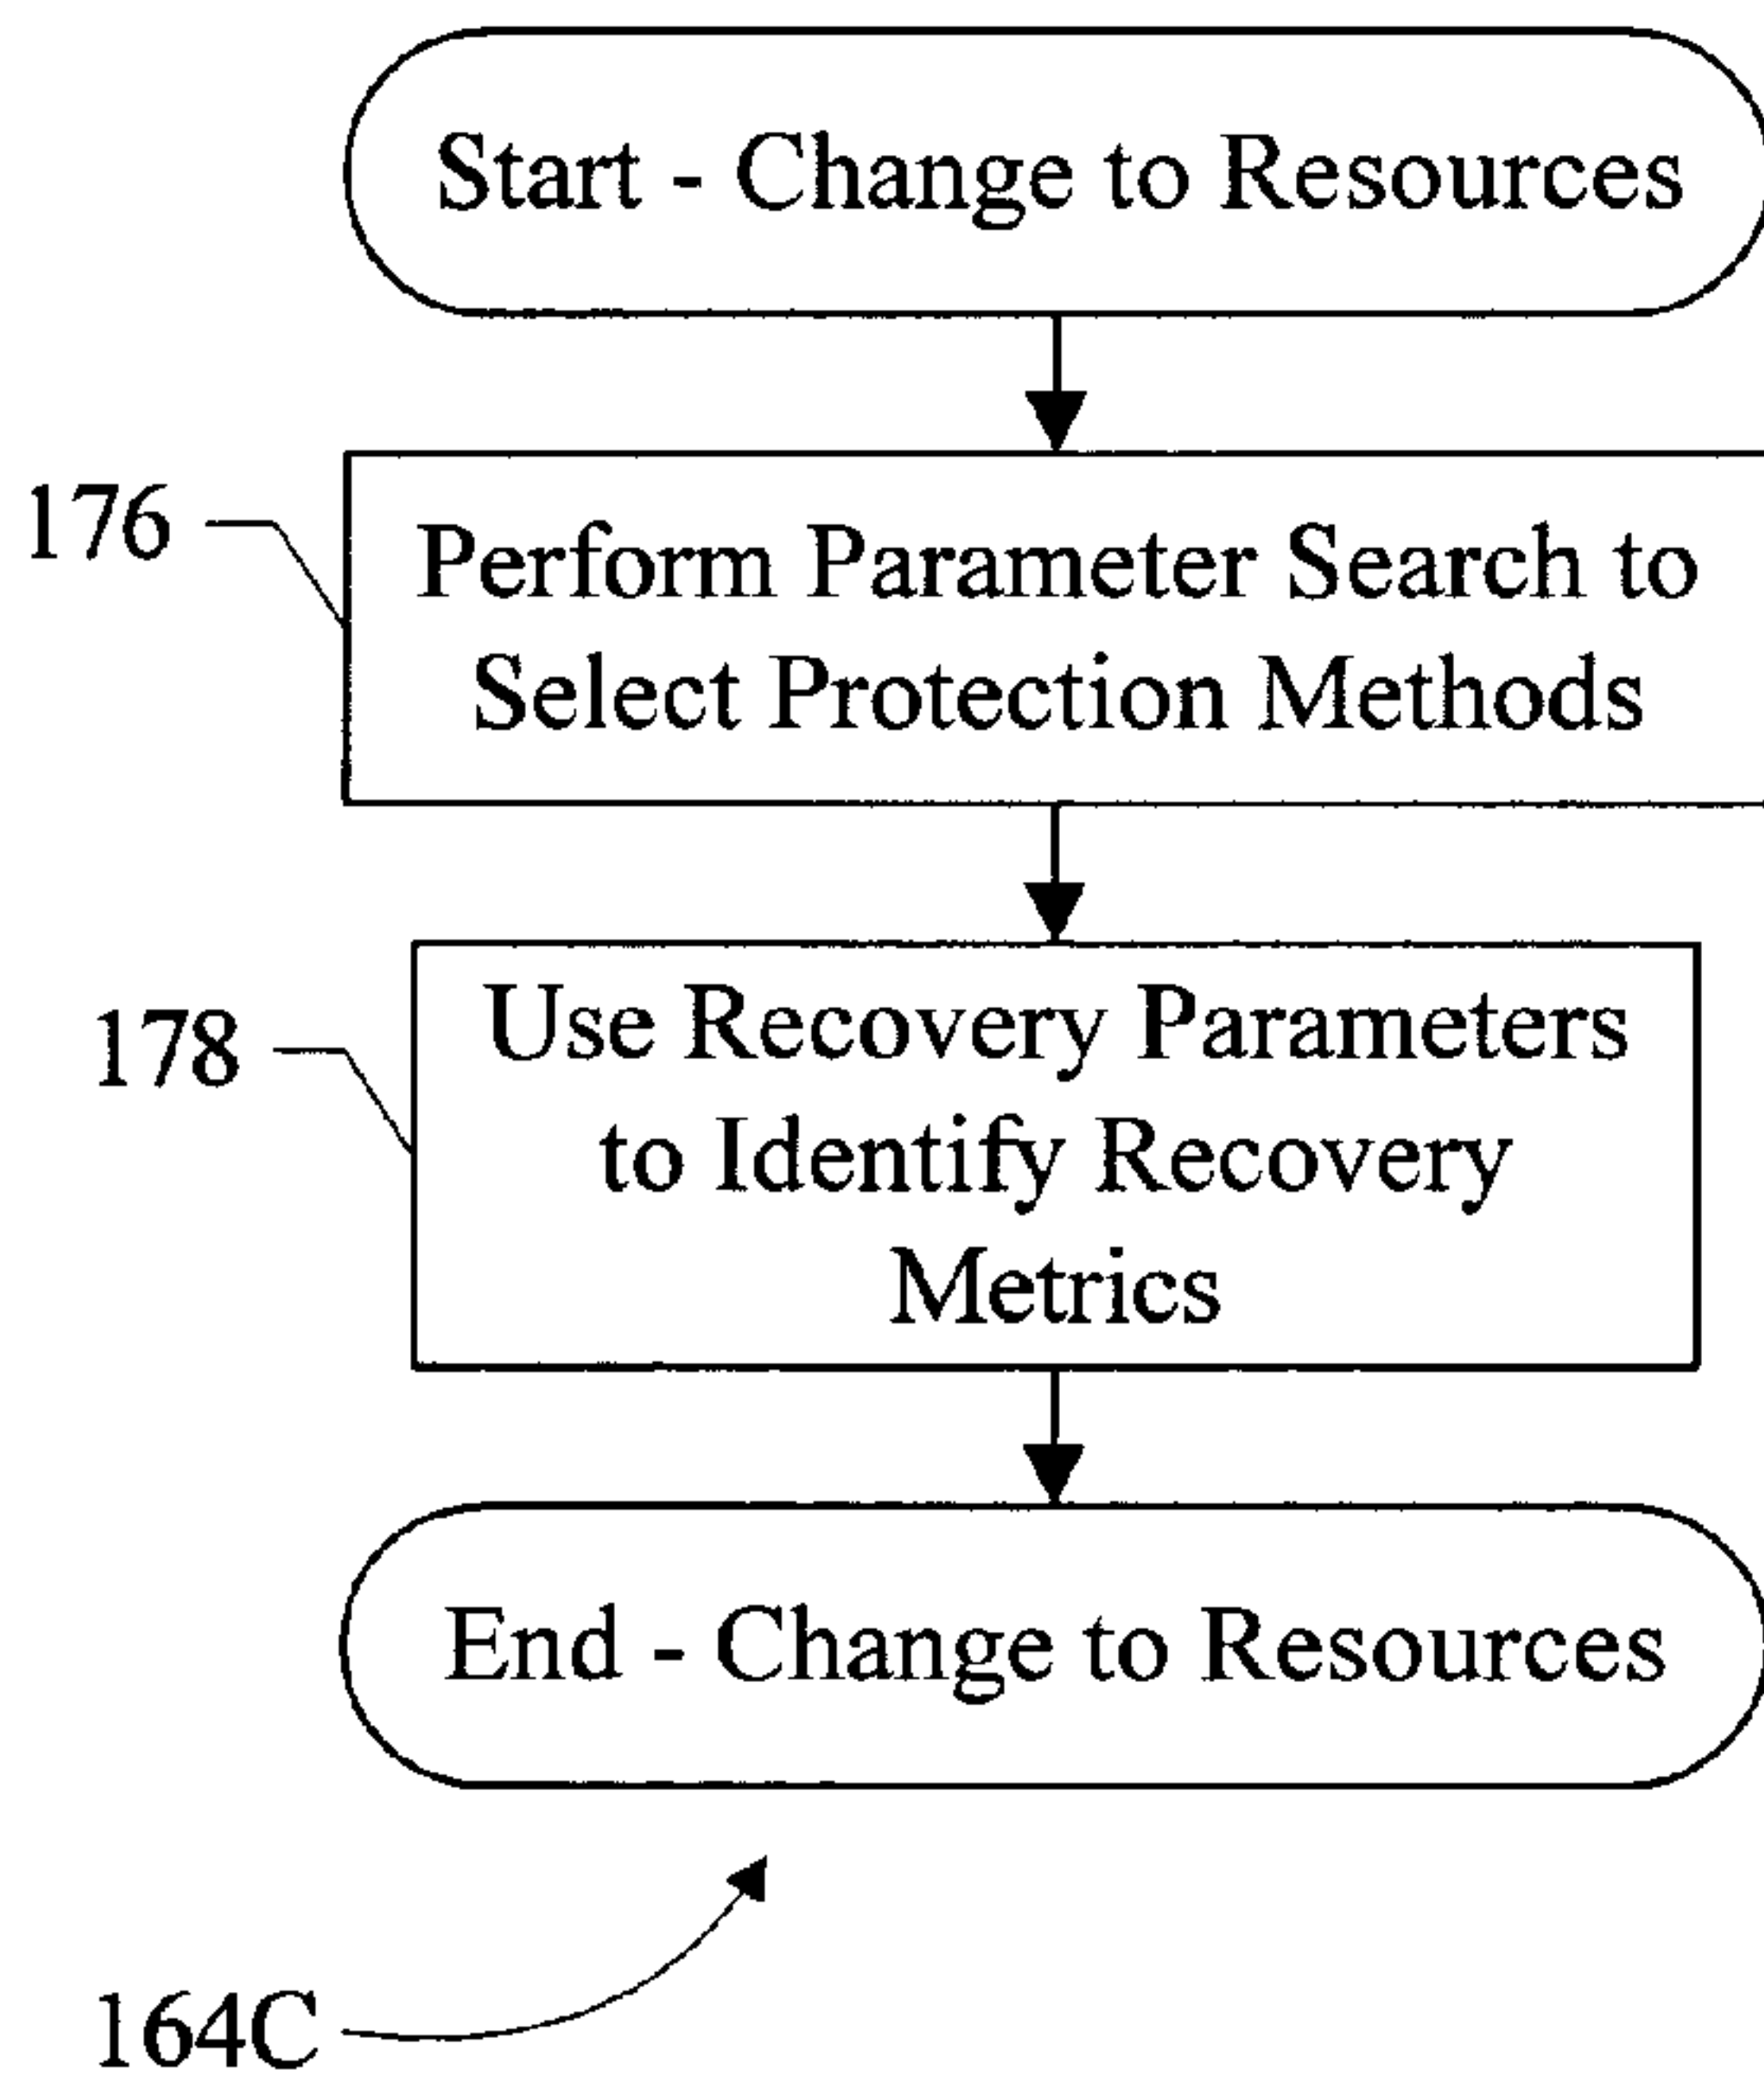 Start - Change to Resources
176
Perform Parameter Search to
Select Protection Methods
178
Use Recovery Parameters
to Identify Recovery
Metrics
End - Change to Resources
164C